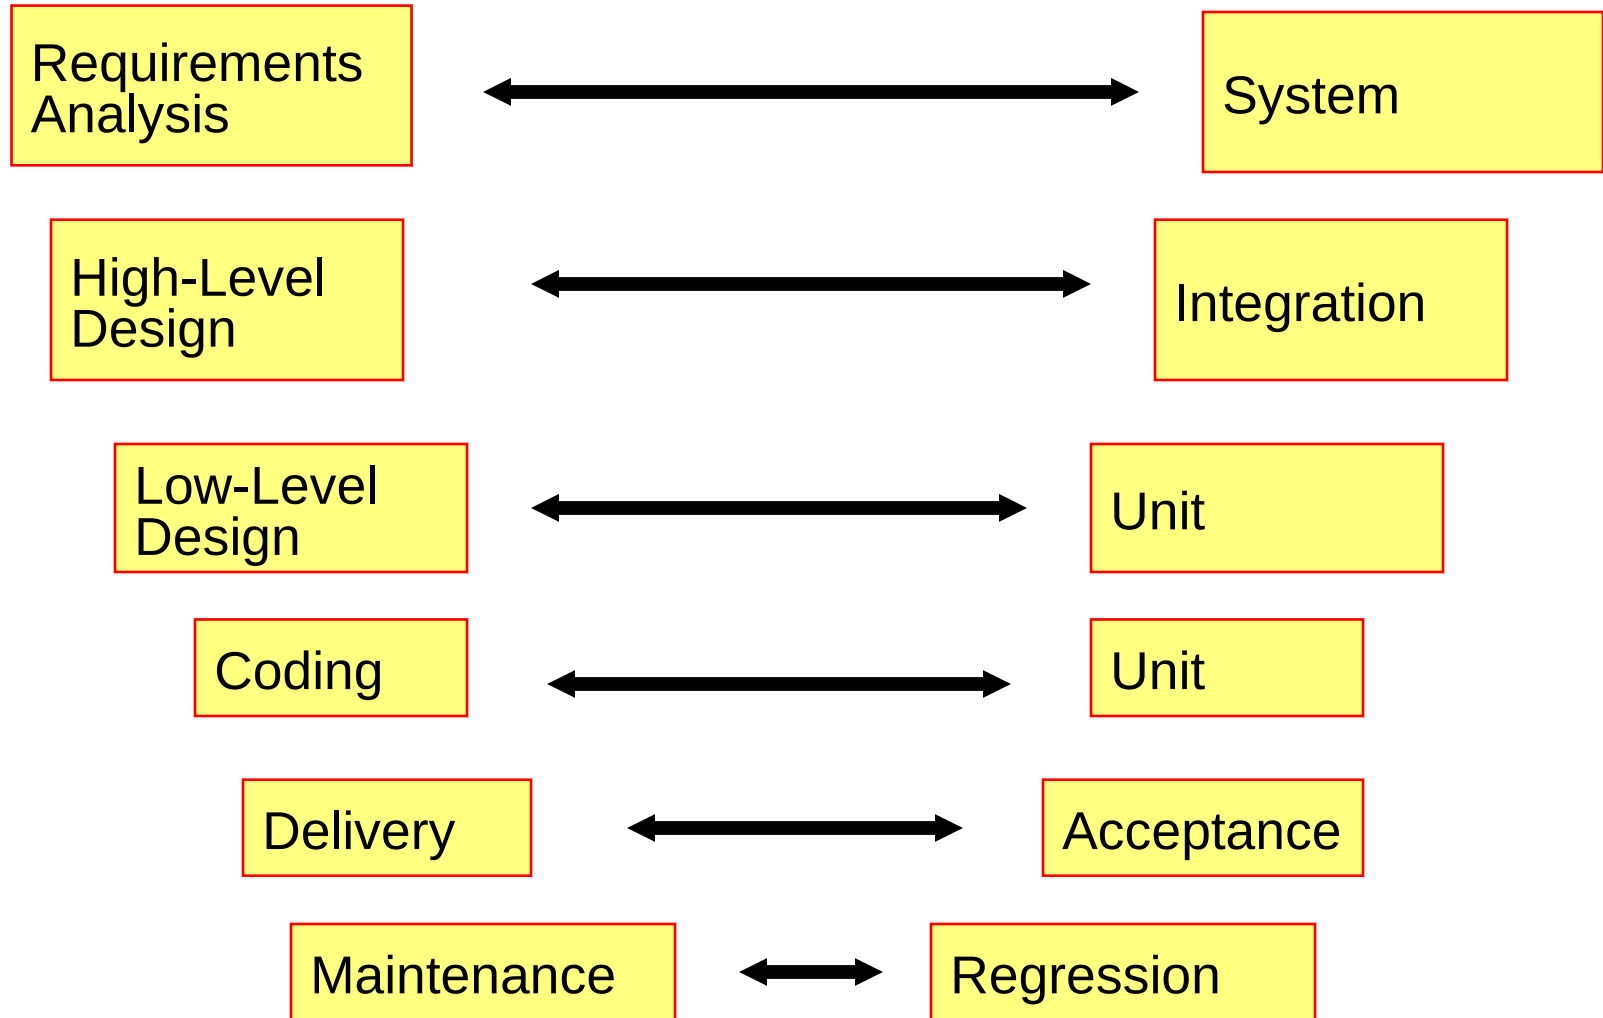 Requirements
Analysis
System
High-Level
Design
Integration
Low-Level
Design
Unit
Coding
Unit
Delivery
Acceptance
Maintenance
Regression